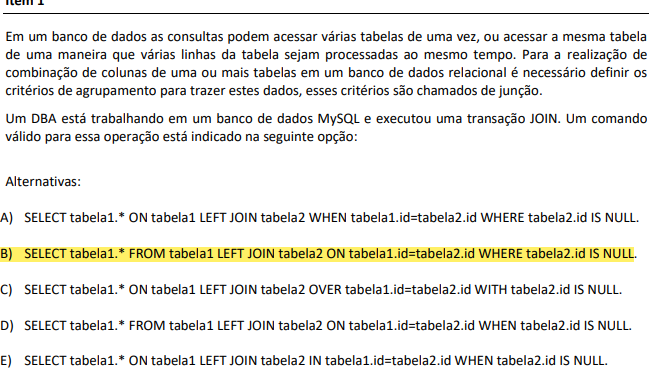 Item 1
Em um banco de dados as consultas podem acessar várias tabelas de uma vez, ou acessar a mesma tabela
de uma maneira que várias linhas da tabela sejam processadas ao mesmo tempo. Para a realização de
combinação de colunas de uma ou mais tabelas em um banco de dados relacional é necessário definir os
critérios de agrupamento para trazer estes dados, esses critérios são chamados de junção.
Um DBA está trabalhando em um banco de dados MySQL e executou uma transação JOIN. Um comando
válido para essa operação está indicado na seguinte opção:
Alternativas:
A) SELECT tabela1.* ON tabela1 LEFT JOIN tabela2 WHEN tabela1.id=tabela2.id WHERE tabela2.id IS NULL.
B) SELECT tabela1.* FROM tabela1 LEFT JOIN tabela2 ON tabela1.id=tabela2.id WHERE tabela2.id IS NULL.
C) SELECT tabela1.* ON tabela1 LEFT JOIN tabela2 OVER tabela1.id=tabela2.id WITH tabela2.id IS NULL.
D) SELECT tabela1.* FROM tabela1 LEFT JOIN tabela2 ON tabela1.id=tabela2.id WHEN tabela2.id IS NULL.
E) SELECT tabela1.* ON tabela1 LEFT JOIN tabela2 IN tabela1.id=tabela2.id WHEN tabela2.id IS NULL.